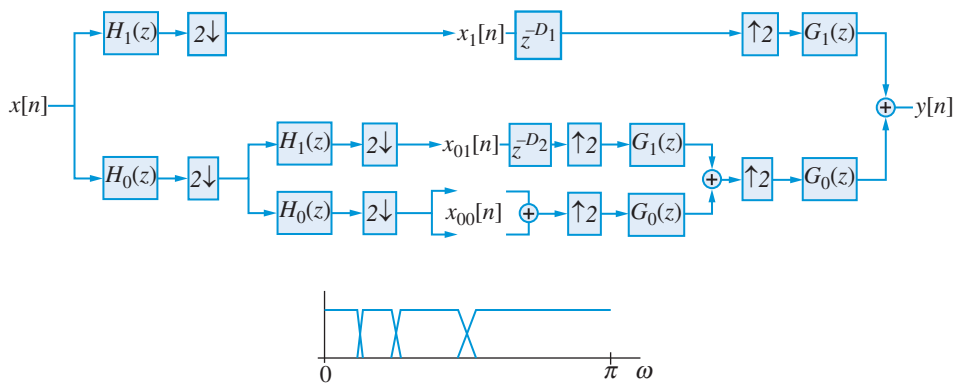 H₁(z) 2↓ x₁[n] z⁻ᴰ¹ ↑2 G₁(z)
x[n] + y[n]
H₁(z) 2↓ x₀₁[n] z⁻ᴰ² ↑2 G₁(z)
H₀(z) 2↓ + ↑2 G₀(z)
H₀(z) 2↓ x₀₀[n] + ↑2 G₀(z)
0 π ω